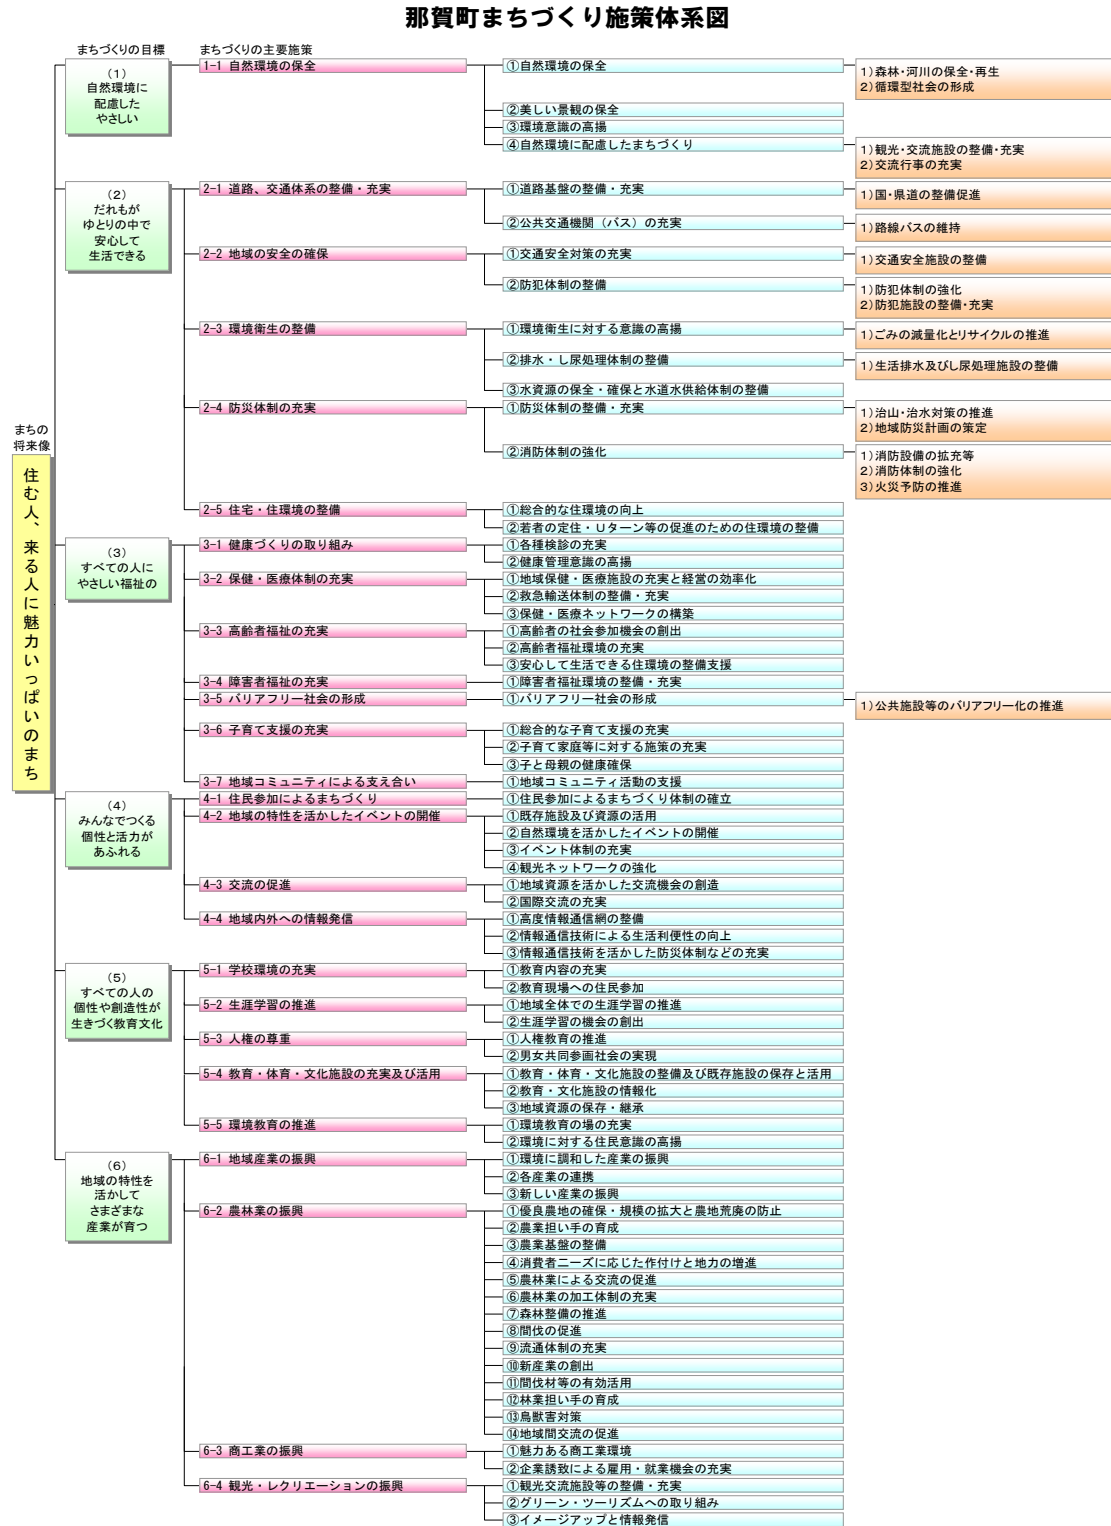 那賀町まちづくり施策体系図
まちづくりの目標
まちづくりの主要施策
まちの
将来像
住む人、来る人に魅力いっぱいのまち
(1)
自然環境に
配慮した
やさしい
1-1 自然環境の保全
①自然環境の保全
1)森林・河川の保全・再生
2)循環型社会の形成
②美しい景観の保全
③環境意識の高揚
④自然環境に配慮したまちづくり
1)観光・交流施設の整備・充実
2)交流行事の充実
(2)
だれもが
ゆとりの中で
安心して
生活できる
2-1 道路、交通体系の整備・充実
①道路基盤の整備・充実
1)国・県道の整備促進
②公共交通機関（バス）の充実
1)路線バスの維持
2-2 地域の安全の確保
①交通安全対策の充実
1)交通安全施設の整備
②防犯体制の整備
1)防犯体制の強化
2)防犯施設の整備・充実
2-3 環境衛生の整備
①環境衛生に対する意識の高揚
1)ごみの減量化とリサイクルの推進
②排水・し尿処理体制の整備
1)生活排水及びし尿処理施設の整備
③水資源の保全・確保と水道水供給体制の整備
2-4 防災体制の充実
①防災体制の整備・充実
1)治山・治水対策の推進
2)地域防災計画の策定
②消防体制の強化
1)消防設備の拡充等
2)消防体制の強化
3)火災予防の推進
2-5 住宅・住環境の整備
①総合的な住環境の向上
②若者の定住・Uターン等の促進のための住環境の整備
(3)
すべての人に
やさしい福祉の
3-1 健康づくりの取り組み
①各種検診の充実
②健康管理意識の高揚
3-2 保健・医療体制の充実
①地域保健・医療施設の充実と経営の効率化
②救急輸送体制の整備・充実
③保健・医療ネットワークの構築
3-3 高齢者福祉の充実
①高齢者の社会参加機会の創出
②高齢者福祉環境の充実
③安心して生活できる住環境の整備支援
3-4 障害者福祉の充実
①障害者福祉環境の整備・充実
3-5 バリアフリー社会の形成
①バリアフリー社会の形成
1)公共施設等のバリアフリー化の推進
3-6 子育て支援の充実
①総合的な子育て支援の充実
②子育て家庭等に対する施策の充実
③子と母親の健康確保
3-7 地域コミュニティによる支え合い
①地域コミュニティ活動の支援
(4)
みんなでつくる
個性と活力が
あふれる
4-1 住民参加によるまちづくり
①住民参加によるまちづくり体制の確立
4-2 地域の特性を活かしたイベントの開催
①既存施設及び資源の活用
②自然環境を活かしたイベントの開催
③イベント体制の充実
④観光ネットワークの強化
4-3 交流の促進
①地域資源を活かした交流機会の創造
②国際交流の充実
4-4 地域内外への情報発信
①高度情報通信網の整備
②情報通信技術による生活利便性の向上
③情報通信技術を活かした防災体制などの充実
(5)
すべての人の
個性や創造性が
生きづく教育文化
5-1 学校環境の充実
①教育内容の充実
②教育現場への住民参加
5-2 生涯学習の推進
①地域全体での生涯学習の推進
②生涯学習の機会の創出
5-3 人権の尊重
①人権教育の推進
②男女共同参画社会の実現
5-4 教育・体育・文化施設の充実及び活用
①教育・体育・文化施設の整備及び既存施設の保存と活用
②教育・文化施設の情報化
③地域資源の保存・継承
5-5 環境教育の推進
①環境教育の場の充実
②環境に対する住民意識の高揚
(6)
地域の特性を
活かして
さまざまな
産業が育つ
6-1 地域産業の振興
①環境に調和した産業の振興
②各産業の連携
③新しい産業の振興
6-2 農林業の振興
①優良農地の確保・規模の拡大と農地荒廃の防止
②農業担い手の育成
③農業基盤の整備
④消費者ニーズに応じた作付けと地力の増進
⑤農林業による交流の促進
⑥農林業の加工体制の充実
⑦森林整備の推進
⑧間伐の促進
⑨流通体制の充実
⑩新産業の創出
⑪間伐材等の有効活用
⑫林業担い手の育成
⑬鳥獣害対策
⑭地域間交流の促進
6-3 商工業の振興
①魅力ある商工業環境
②企業誘致による雇用・就業機会の充実
6-4 観光・レクリエーションの振興
①観光交流施設等の整備・充実
②グリーン・ツーリズムへの取り組み
③イメージアップと情報発信